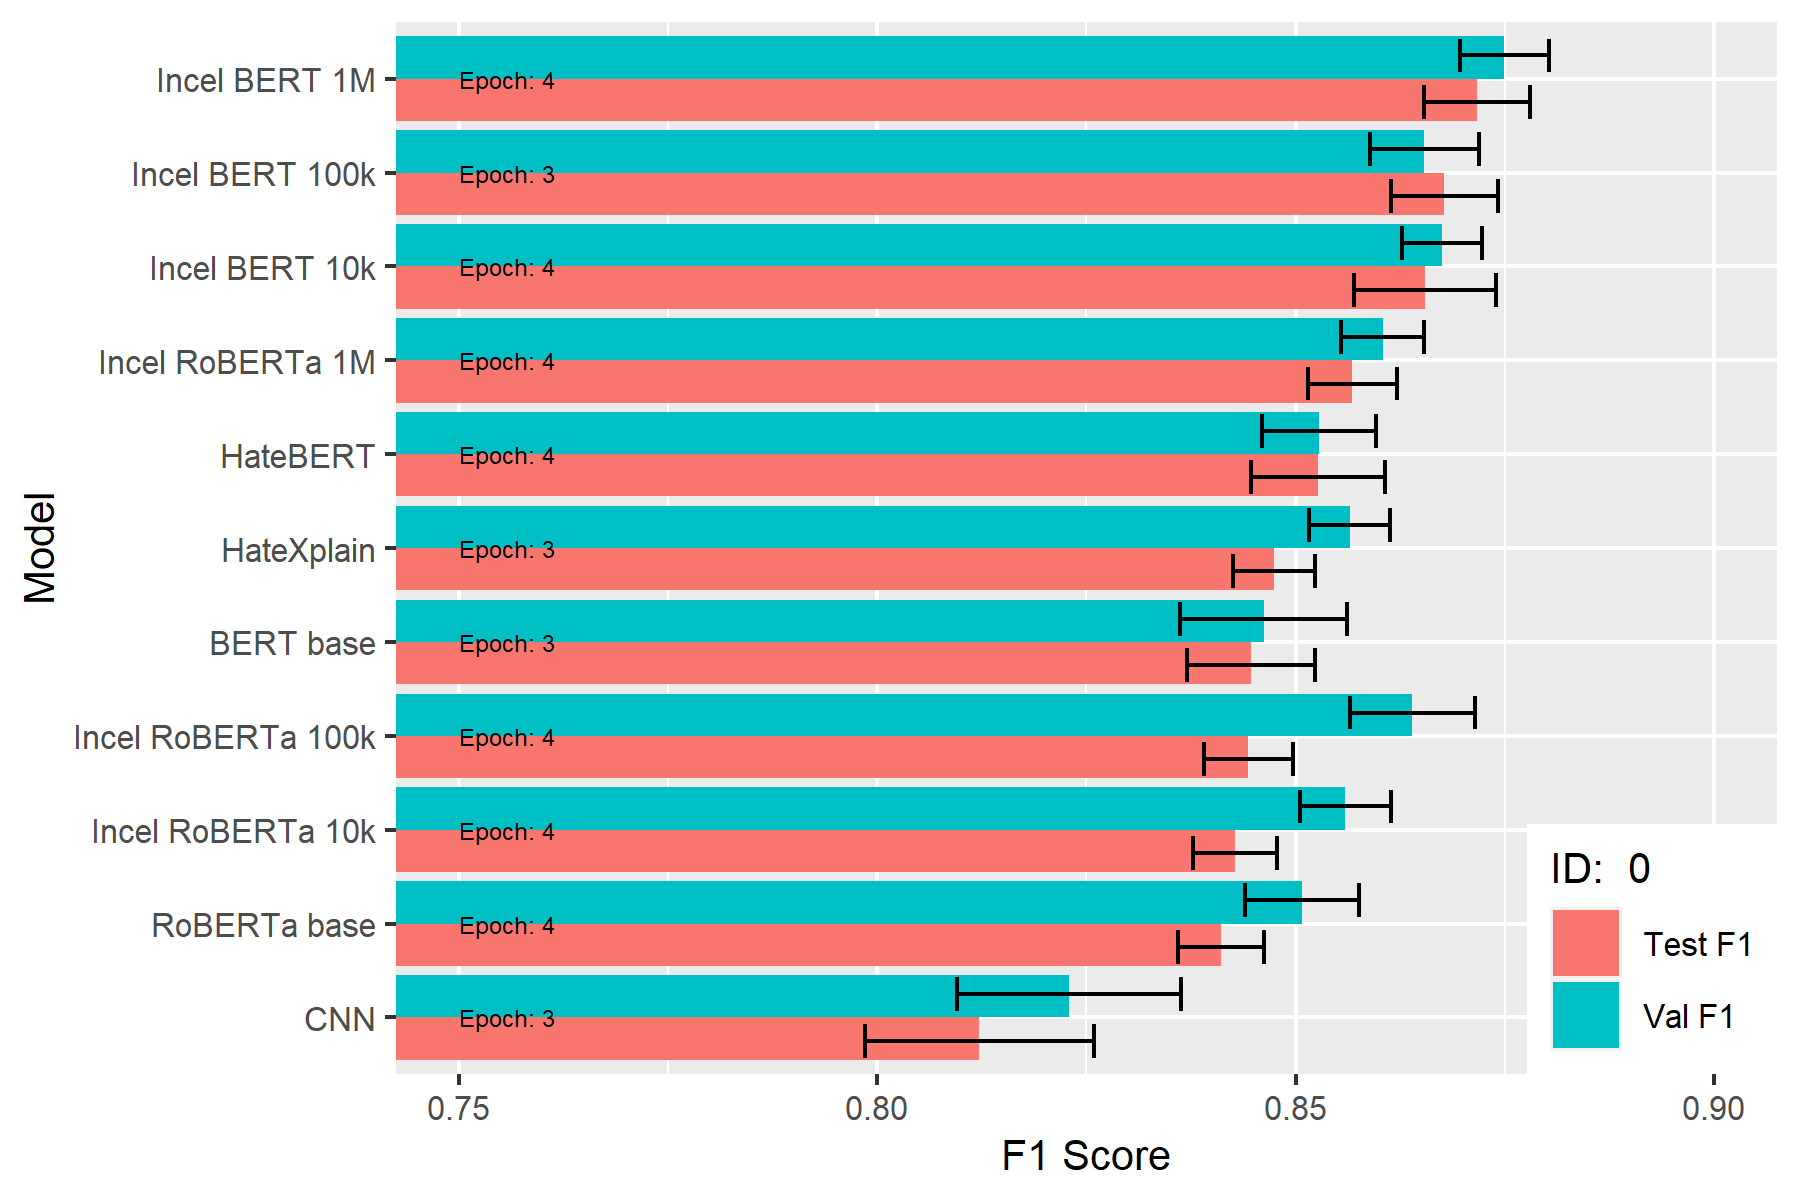 Incel BERT 1M
Epoch: 4
Incel BERT 100k
Epoch: 3
Incel BERT 10k
Epoch: 4
Incel RoBERTa 1M
Epoch: 4
HateBERT
Epoch: 4
HateXplain
Epoch: 3
BERT base
Epoch: 3
Incel RoBERTa 100k
Epoch: 4
Incel RoBERTa 10k
Epoch: 4
RoBERTa base
Epoch: 4
CNN
Epoch: 3
Model
ID: 0
Test F1
Val F1
0.75 0.80 0.85 0.90
F1 Score